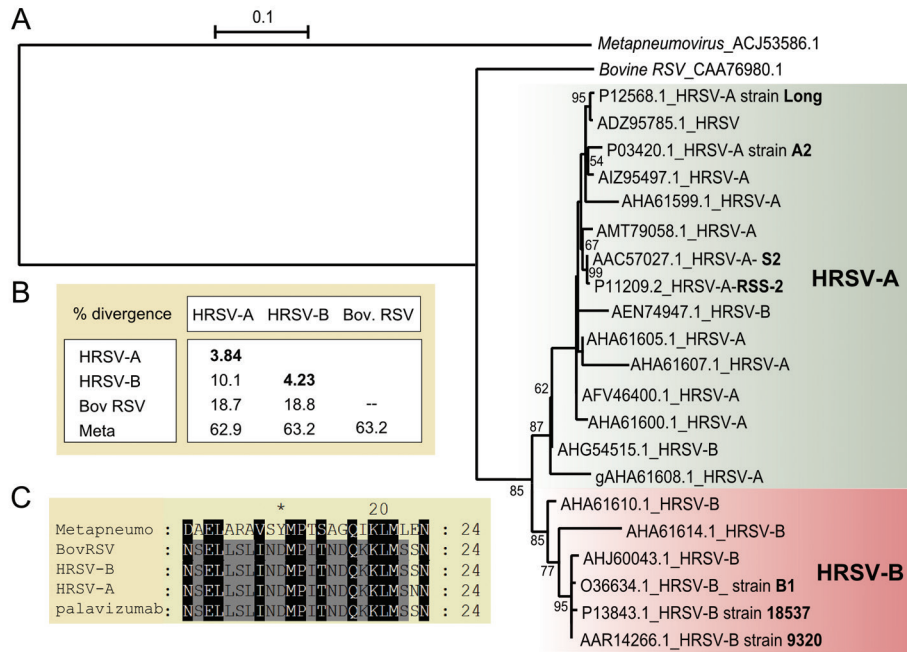 A
0.1
Metapneumovirus_ACJ53586.1
Bovine RSV_CAA76980.1
95
P12568.1_HRSV-A strain Long
ADZ95785.1_HRSV
P03420.1_HRSV-A strain A2
54
AIZ95497.1_HRSV-A
AHA61599.1_HRSV-A
AMT79058.1_HRSV-A
67
AAC57027.1_HRSV-A- S2
99
P11209.2_HRSV-A-RSS-2
HRSV-A
AEN74947.1_HRSV-B
AHA61605.1_HRSV-A
AHA61607.1_HRSV-A
62
AFV46400.1_HRSV-A
AHA61600.1_HRSV-A
87
AHG54515.1_HRSV-B
gAHA61608.1_HRSV-A
85
AHA61610.1_HRSV-B
AHA61614.1_HRSV-B
85
AHJ60043.1_HRSV-B
77
HRSV-B
O36634.1_HRSV-B_ strain B1
95
P13843.1_HRSV-B strain 18537
AAR14266.1_HRSV-B strain 9320
B
% divergence HRSV-A HRSV-B Bov. RSV
HRSV-A 3.84
HRSV-B 10.1 4.23
Bov RSV 18.7 18.8 --
Meta 62.9 63.2 63.2
C
* 20
Metapneumo : DAELARAVSYMPTSAGQIKLMLEN : 24
BovRSV : NSELLSLINDMPITNDQKKLMSSN : 24
HRSV-B : NSELLSLINDMPITNDQKKLMSSN : 24
HRSV-A : NSELLSLINDMPITNDQKKLMSNN : 24
palavizumab: NSELLSLINDMPITNDQKKLMSNN : 24